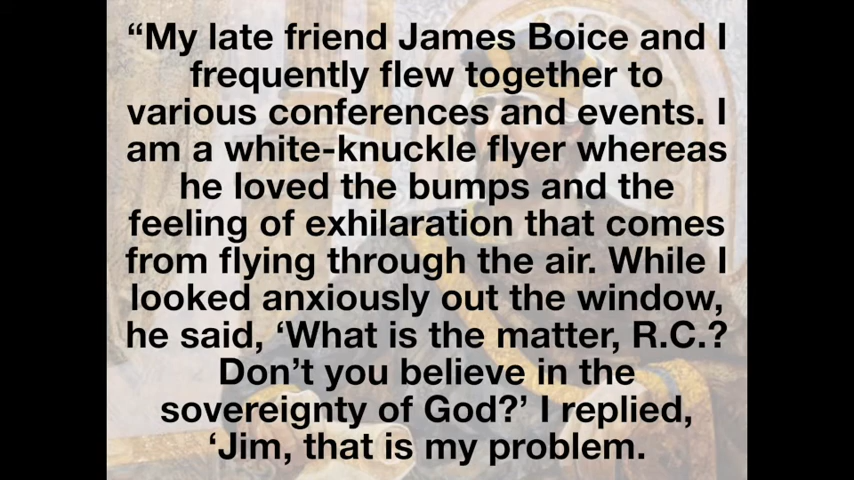 “My late friend James Boice and I
frequently flew together to
various conferences and events. I
am a white-knuckle flyer whereas
he loved the bumps and the
feeling of exhilaration that comes
from flying through the air. While I
looked anxiously out the window,
he said, ‘What is the matter, R.C.?
Don’t you believe in the
sovereignty of God?’ I replied,
‘Jim, that is my problem.